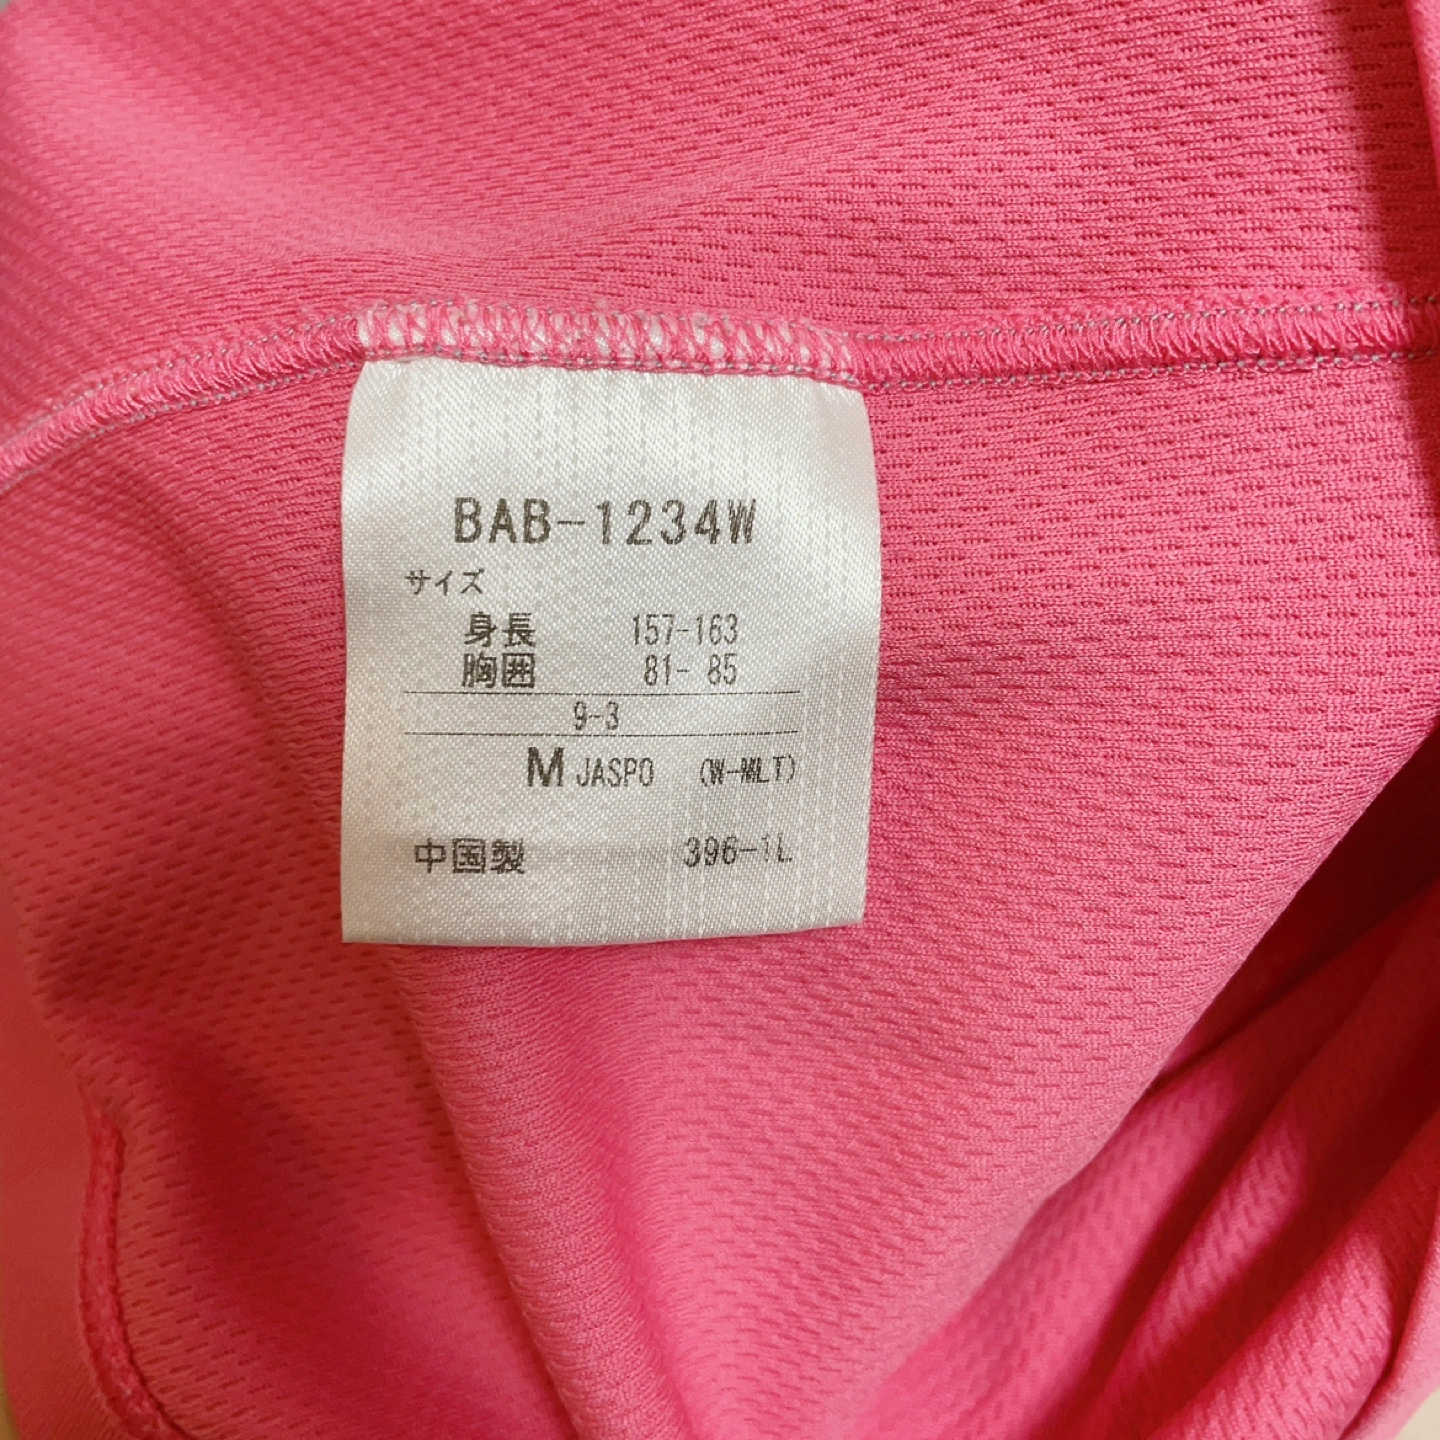 BAB-1234W
サイズ
身長 157-163
胸囲 81- 85
9-3
M JASPO (W-MLT)
中国製 396-1L